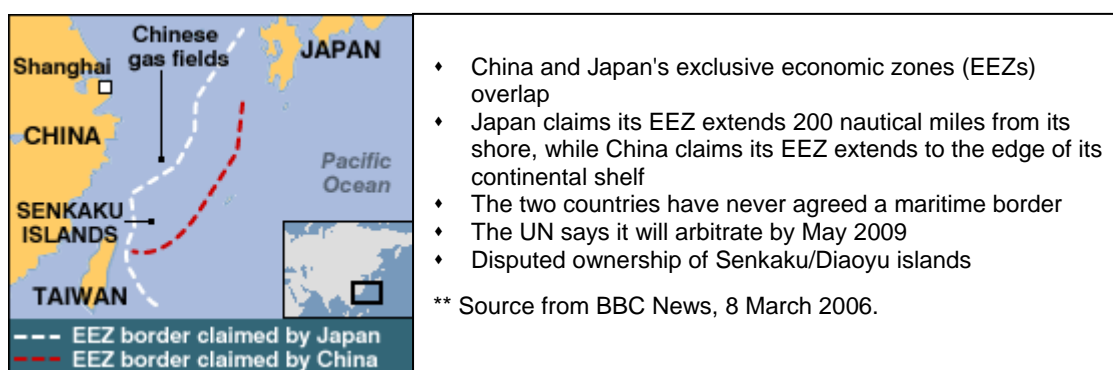 Chinese
gas fields
JAPAN
Shanghai
CHINA
Pacific
Ocean
SENKAKU
ISLANDS
TAIWAN
--- EEZ border claimed by Japan
--- EEZ border claimed by China
⬧ China and Japan's exclusive economic zones (EEZs)
overlap
⬧ Japan claims its EEZ extends 200 nautical miles from its
shore, while China claims its EEZ extends to the edge of its
continental shelf
⬧ The two countries have never agreed a maritime border
⬧ The UN says it will arbitrate by May 2009
⬧ Disputed ownership of Senkaku/Diaoyu islands
** Source from BBC News, 8 March 2006.